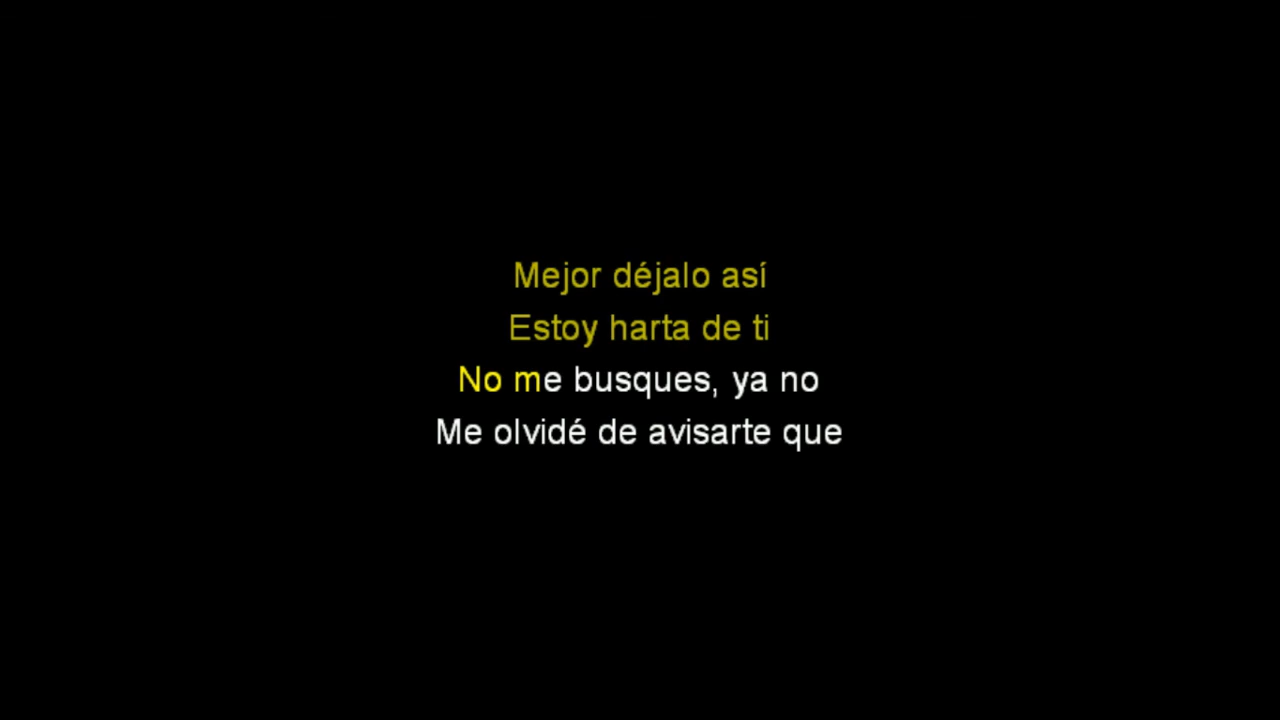 Mejor déjalo así
Estoy harta de ti
No me busques, ya no
Me olvidé de avisarte que